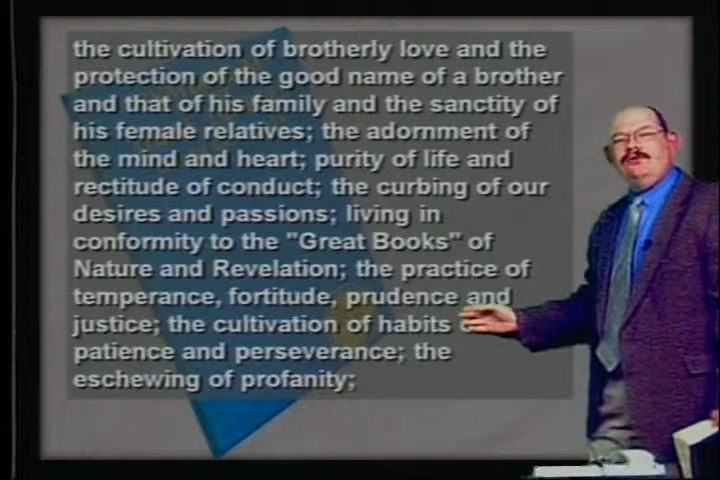 the cultivation of brotherly love and the
protection of the good name of a brother
and that of his family and the sanctity of
his female relatives; the adornment of
the mind and heart; purity of life and
rectitude of conduct; the curbing of our
desires and passions; living in
conformity to the "Great Books" of
Nature and Revelation; the practice of
temperance, fortitude, prudence and
justice; the cultivation of habits
patience and perseverance; the
eschewing of profanity;